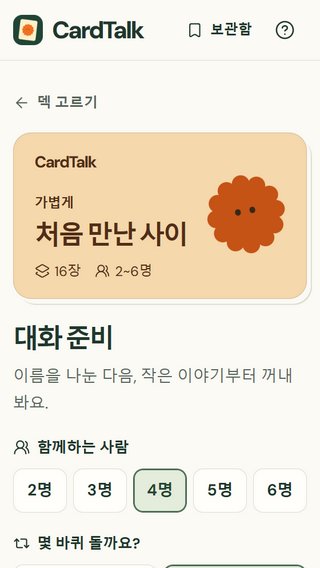 CardTalk
보관함
덱 고르기
CardTalk
가볍게
처음 만난 사이
16장 2~6명
대화 준비
이름을 나눈 다음, 작은 이야기부터 꺼내
봐요.
함께하는 사람
2명 3명 4명 5명 6명
몇 바퀴 돌까요?